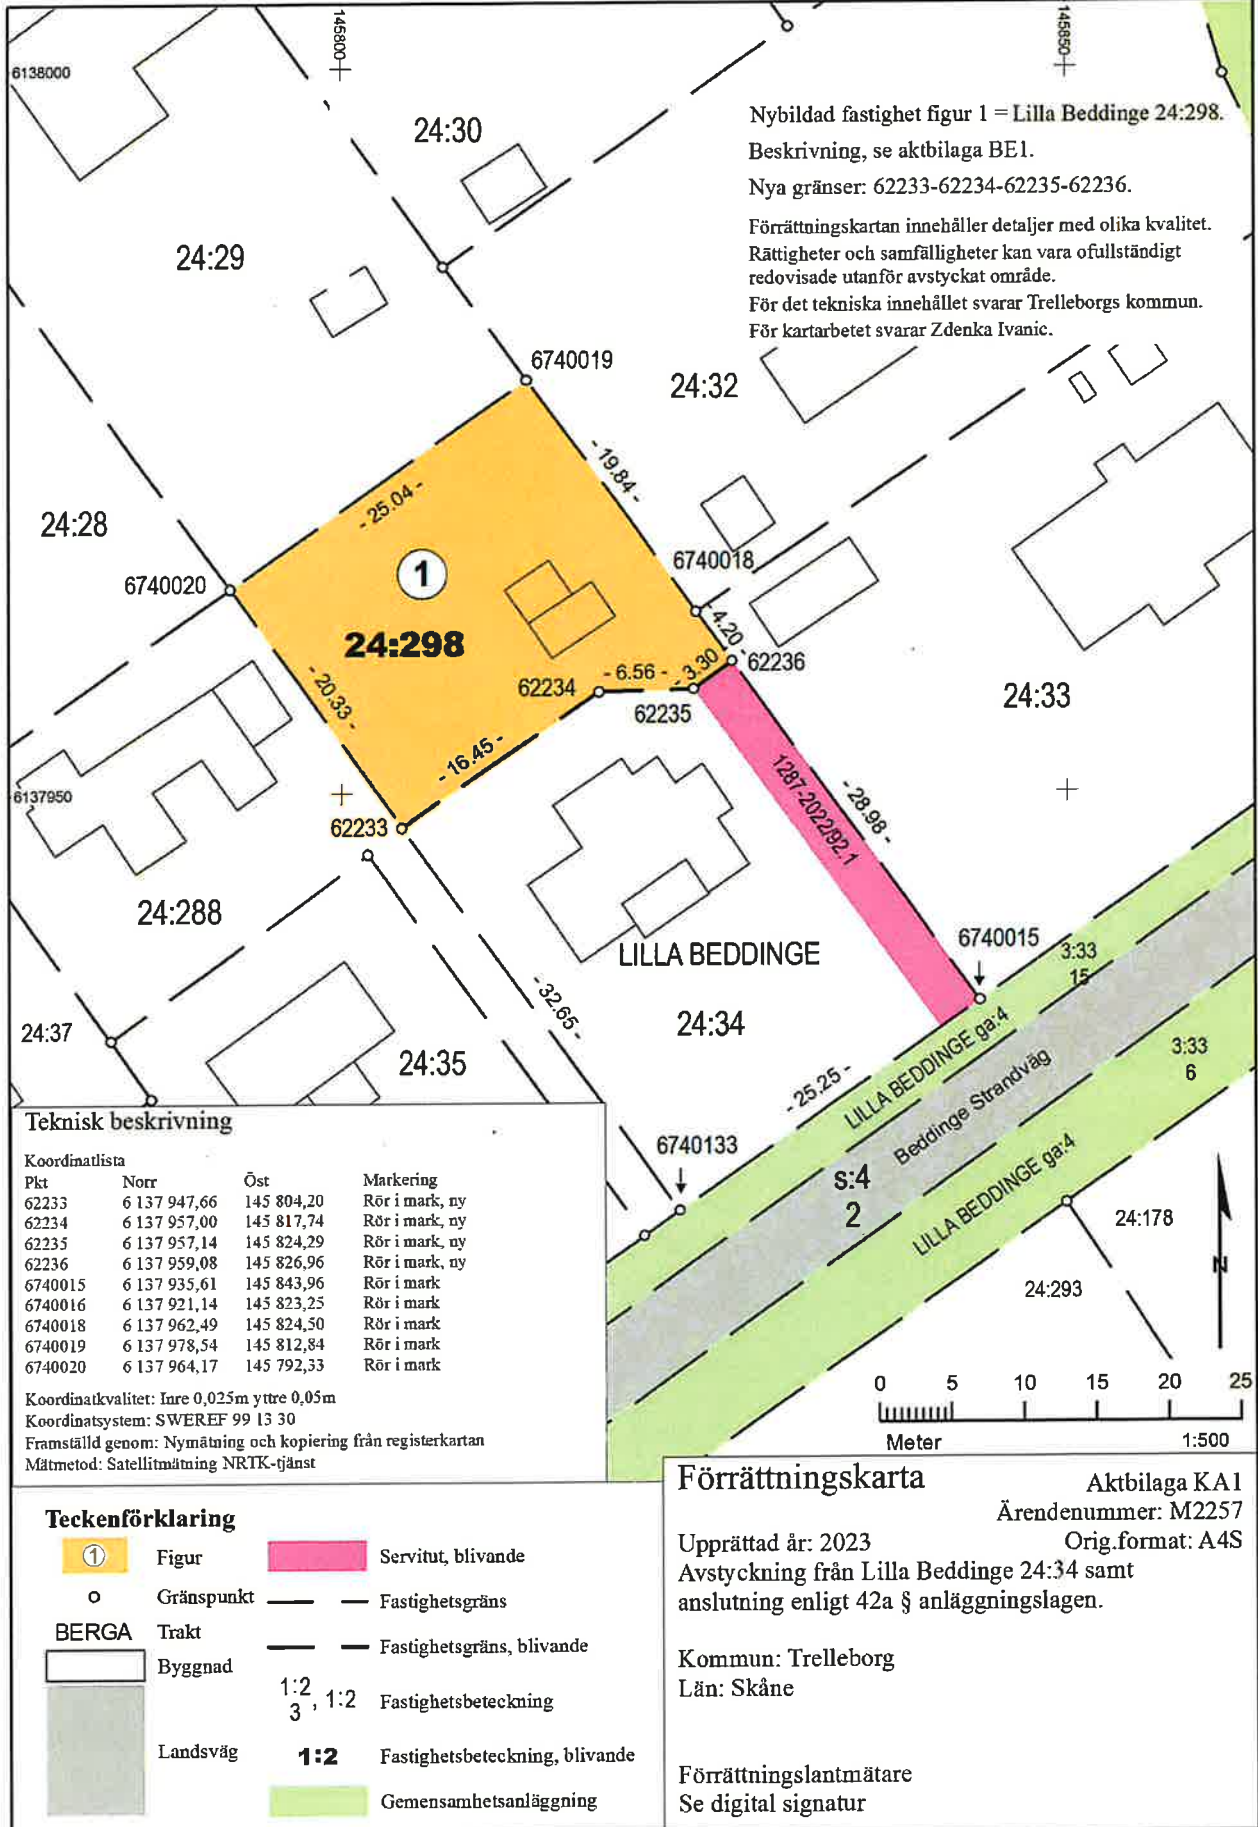 145800
145850
6138000
24:30
Nybildad fastighet figur 1 = Lilla Beddinge 24:298.
Beskrivning, se aktbilaga BE1.
Nya gränser: 62233-62234-62235-62236.
Förrättningskartan innehåller detaljer med olika kvalitet.
Rättigheter och samfälligheter kan vara ofullständigt
redovisade utanför avstyckat område.
För det tekniska innehållet svarar Trelleborgs kommun.
För kartarbetet svarar Zdenka Ivanic.
24:29
6740019
24:32
- 19.84 -
- 25.04 -
24:28
6740018
6740020
1
- 4.20 -
24:298
62236
- 6.56 -
- 3.30 -
62234
62235
24:33
- 20.33 -
- 16.45 -
6137950
62233
1287-2022/92.1
- 28.98 -
24:288
LILLA BEDDINGE
6740015
3:33
15
- 32.65 -
24:34
24:37
24:35
LILLA BEDDINGE ga:4
3:33
6
- 25.25 -
Beddinge Strandväg
6740133
s:4
2
LILLA BEDDINGE ga:4
24:178
N
24:293
Teknisk beskrivning
Koordinatlista
Pkt Norr Öst Markering
62233 6 137 947,66 145 804,20 Rör i mark, ny
62234 6 137 957,00 145 817,74 Rör i mark, ny
62235 6 137 957,14 145 824,29 Rör i mark, ny
62236 6 137 959,08 145 826,96 Rör i mark, ny
6740015 6 137 935,61 145 843,96 Rör i mark
6740016 6 137 921,14 145 823,25 Rör i mark
6740018 6 137 962,49 145 824,50 Rör i mark
6740019 6 137 978,54 145 812,84 Rör i mark
6740020 6 137 964,17 145 792,33 Rör i mark
Koordinatkvalitet: Inre 0,025m yttre 0,05m
Koordinatsystem: SWEREF 99 13 30
Framställd genom: Nymätning och kopiering från registerkartan
Mätmetod: Satellitmätning NRTK-tjänst
0 5 10 15 20 25
Meter 1:500
Teckenförklaring
1 Figur
Gränspunkt
BERGA Trakt
Byggnad
Landsväg
Servitut, blivande
Fastighetsgräns
Fastighetsgräns, blivande
1:2
3 , 1:2 Fastighetsbeteckning
1:2 Fastighetsbeteckning, blivande
Gemensamhetsanläggning
Förrättningskarta
Aktbilaga KA1
Ärendenummer: M2257
Upprättad år: 2023 Orig.format: A4S
Avstyckning från Lilla Beddinge 24:34 samt
anslutning enligt 42a § anläggningslagen.
Kommun: Trelleborg
Län: Skåne
Förrättningslantmätare
Se digital signatur